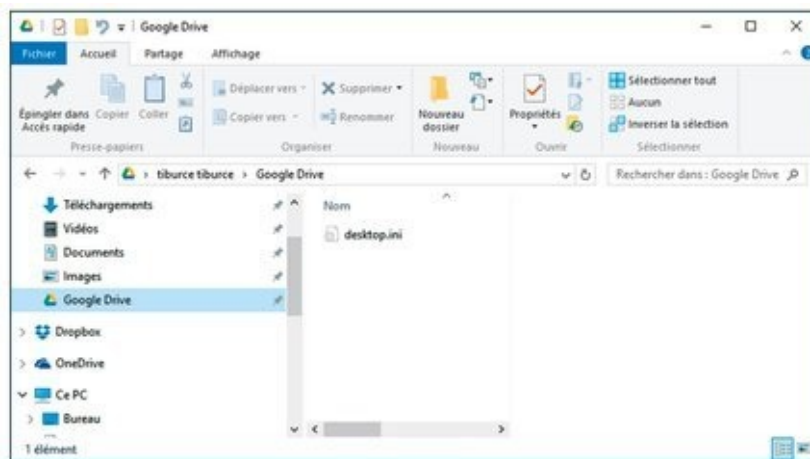 Google Drive
Fichier Accueil Partage Affichage
Épingler dans Accès rapide
Copier
Coller
Presse-papiers
Déplacer vers
Copier vers
Supprimer
Renommer
Organiser
Nouveau dossier
Nouveau
Propriétés
Ouvrir
Sélectionner tout
Aucun
Inverser la sélection
Sélectionner
tiburce tiburce > Google Drive
Rechercher dans : Google Drive
Téléchargements
Vidéos
Documents
Images
Google Drive
Dropbox
OneDrive
Ce PC
Bureau
Nom
desktop.ini
1 élément